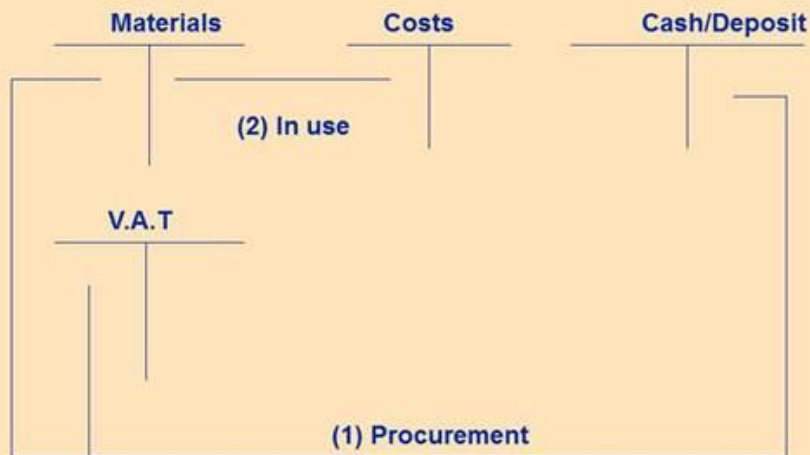 Materials Costs Cash/Deposit
(2) In use
V.A.T
(1) Procurement